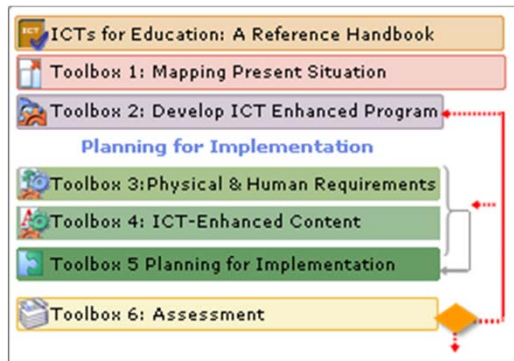 ICT
ICTs for Education: A Reference Handbook
Toolbox 1: Mapping Present Situation
Toolbox 2: Develop ICT Enhanced Program
Planning for Implementation
Toolbox 3:Physical & Human Requirements
Toolbox 4: ICT-Enhanced Content
Toolbox 5 Planning for Implementation
Toolbox 6: Assessment